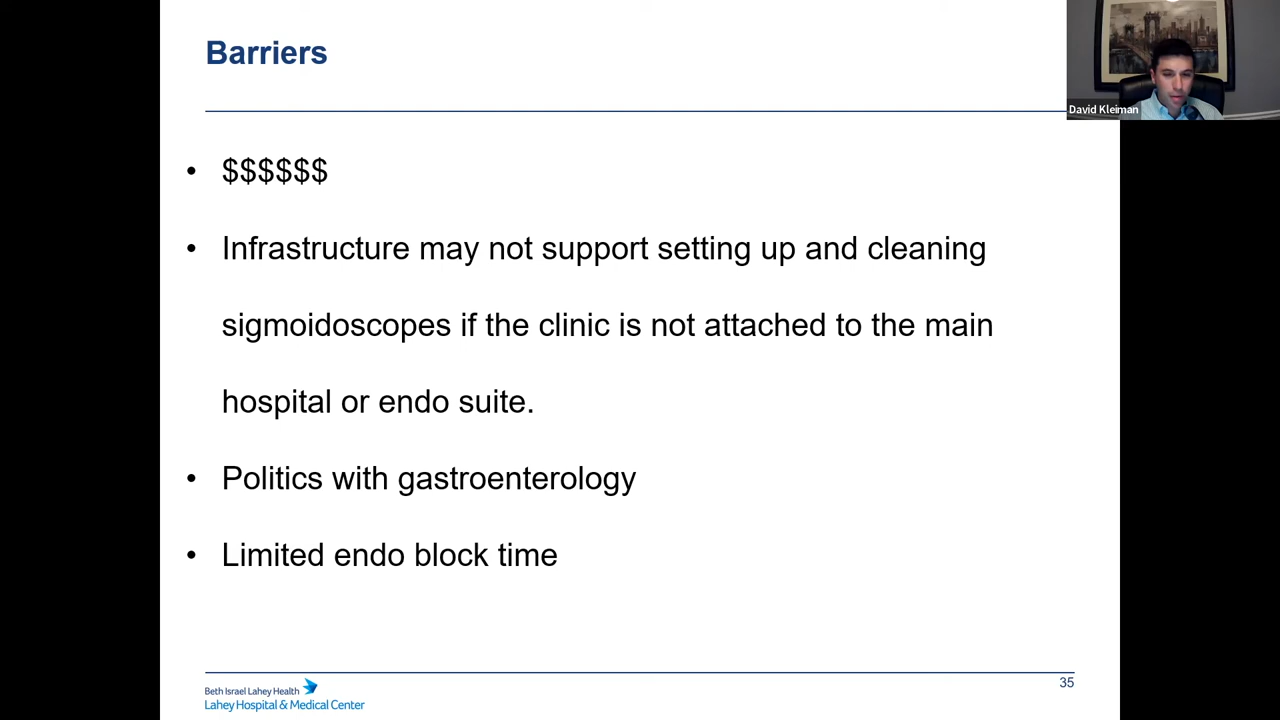 Barriers
David Kleiman
• $$$$$$
• Infrastructure may not support setting up and cleaning
sigmoidoscopes if the clinic is not attached to the main
hospital or endo suite.
• Politics with gastroenterology
• Limited endo block time
Beth Israel Lahey Health
Lahey Hospital & Medical Center
35